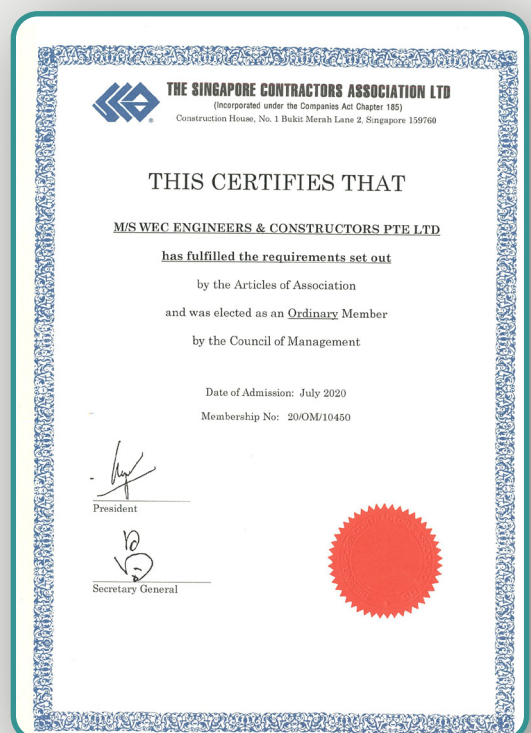 THE SINGAPORE CONTRACTORS ASSOCIATION LTD
(Incorporated under the Companies Act Chapter 185)
Construction House, No. 1 Bukit Merah Lane 2, Singapore 159760
THIS CERTIFIES THAT
M/S WEC ENGINEERS & CONSTRUCTORS PTE LTD
has fulfilled the requirements set out
by the Articles of Association
and was elected as an Ordinary Member
by the Council of Management
Date of Admission: July 2020
Membership No: 20/OM/10450
President
Secretary General